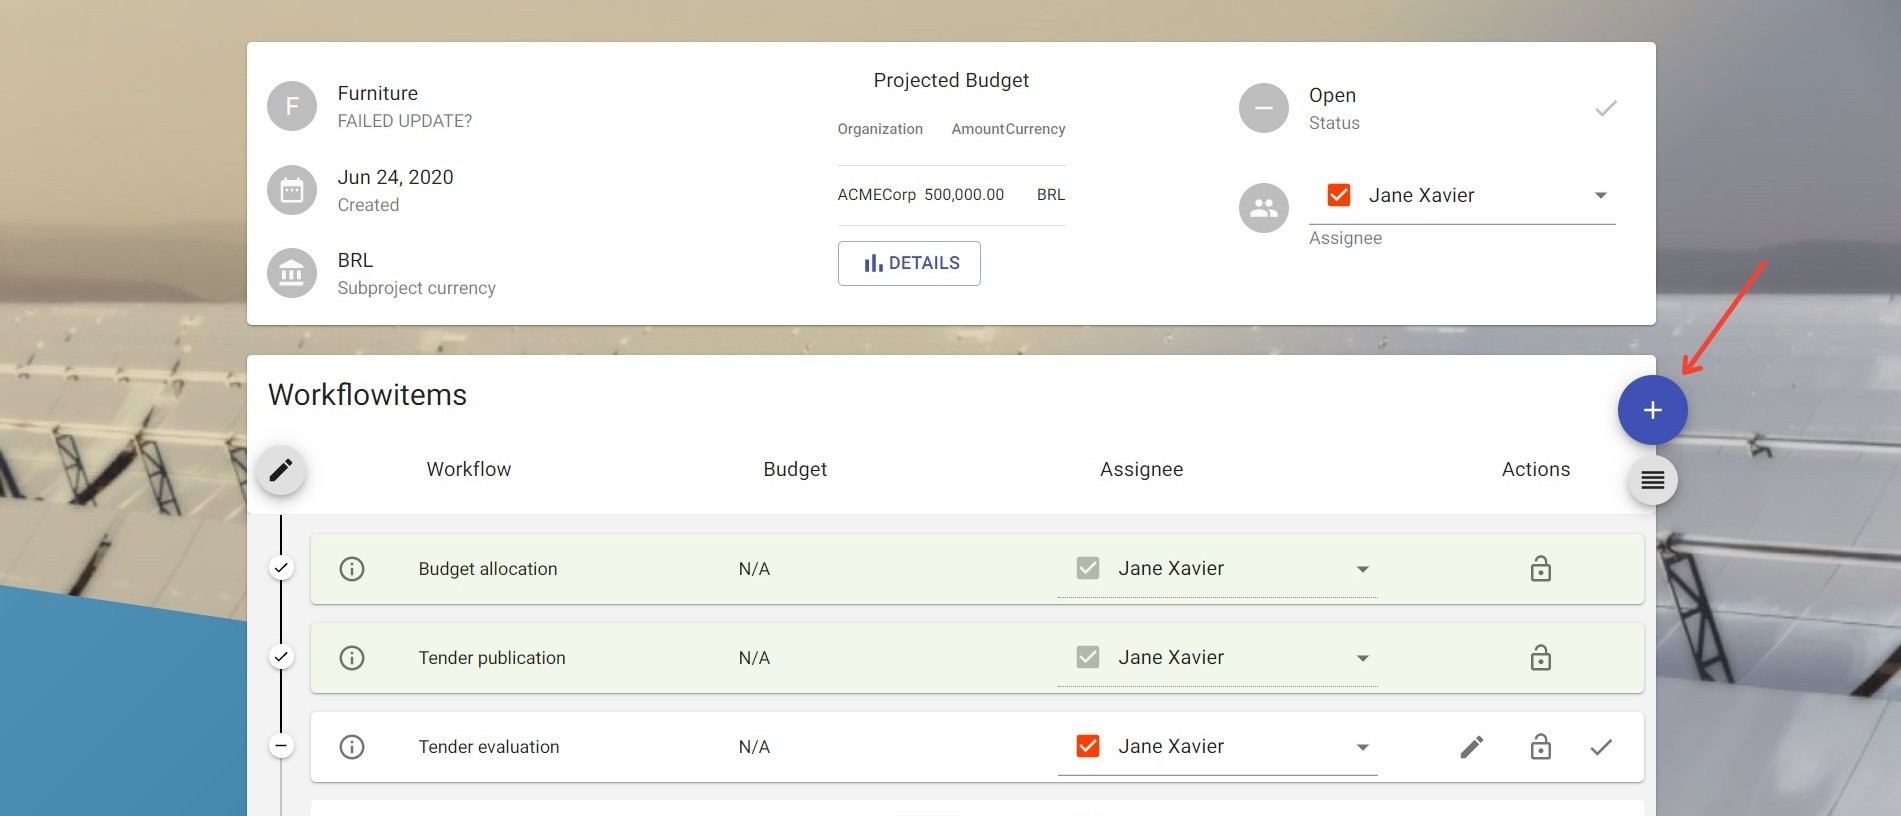 F
Furniture
FAILED UPDATE?
Jun 24, 2020
Created
BRL
Subproject currency
Projected Budget
Organization Amount Currency
ACMECorp 500,000.00 BRL
DETAILS
Open
Status
Jane Xavier
Assignee
Workflowitems
Workflow Budget Assignee Actions
Budget allocation N/A Jane Xavier
Tender publication N/A Jane Xavier
Tender evaluation N/A Jane Xavier